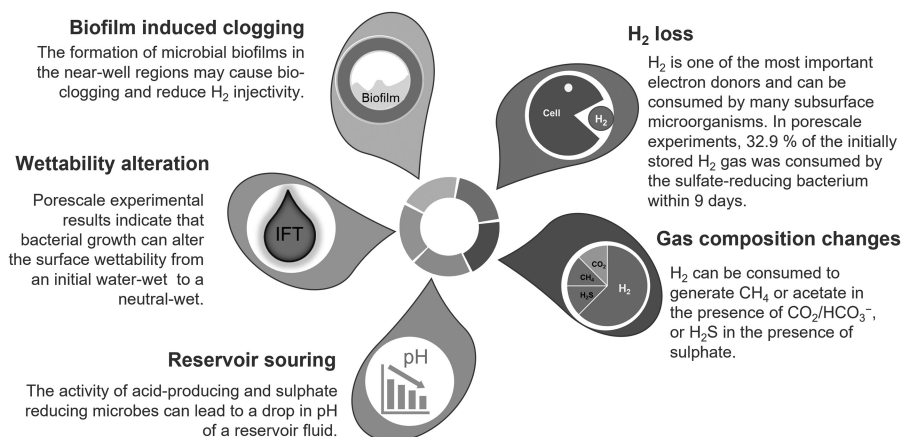 Biofilm induced clogging
The formation of microbial biofilms in
the near-well regions may cause bio-
clogging and reduce H₂ injectivity.
Biofilm
H₂ loss
H₂ is one of the most important
electron donors and can be
consumed by many subsurface
microorganisms. In porescale
experiments, 32.9 % of the initially
stored H₂ gas was consumed by
the sulfate-reducing bacterium
within 9 days.
Cell
H₂
Wettability alteration
Porescale experimental
results indicate that
bacterial growth can alter
the surface wettability from
an initial water-wet to a
neutral-wet.
IFT
Gas composition changes
H₂ can be consumed to
generate CH₄ or acetate in
the presence of CO₂/HCO₃⁻,
or H₂S in the presence of
sulphate.
CO₂
CH₄
H₂S
H₂
Reservoir souring
The activity of acid-producing and sulphate
reducing microbes can lead to a drop in pH
of a reservoir fluid.
pH